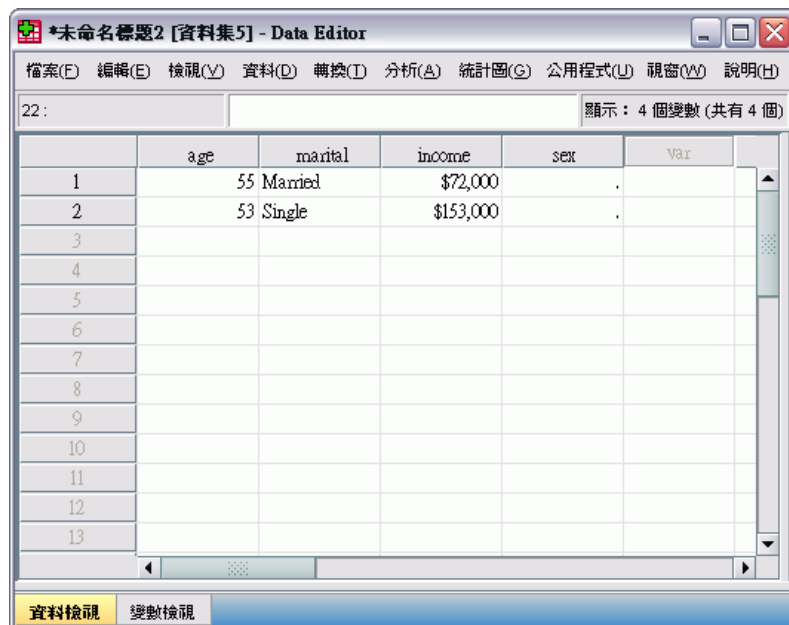 *未命名標題2 [資料集5] - Data Editor
檔案(F) 編輯(E) 檢視(V) 資料(D) 轉換(T) 分析(A) 統計圖(G) 公用程式(U) 視窗(W) 說明(H)
22 : 顯示： 4 個變數 (共有 4 個)
age marital income sex var
1 55 Married $72,000 .
2 53 Single $153,000 .
3
4
5
6
7
8
9
10
11
12
13
資料檢視 變數檢視